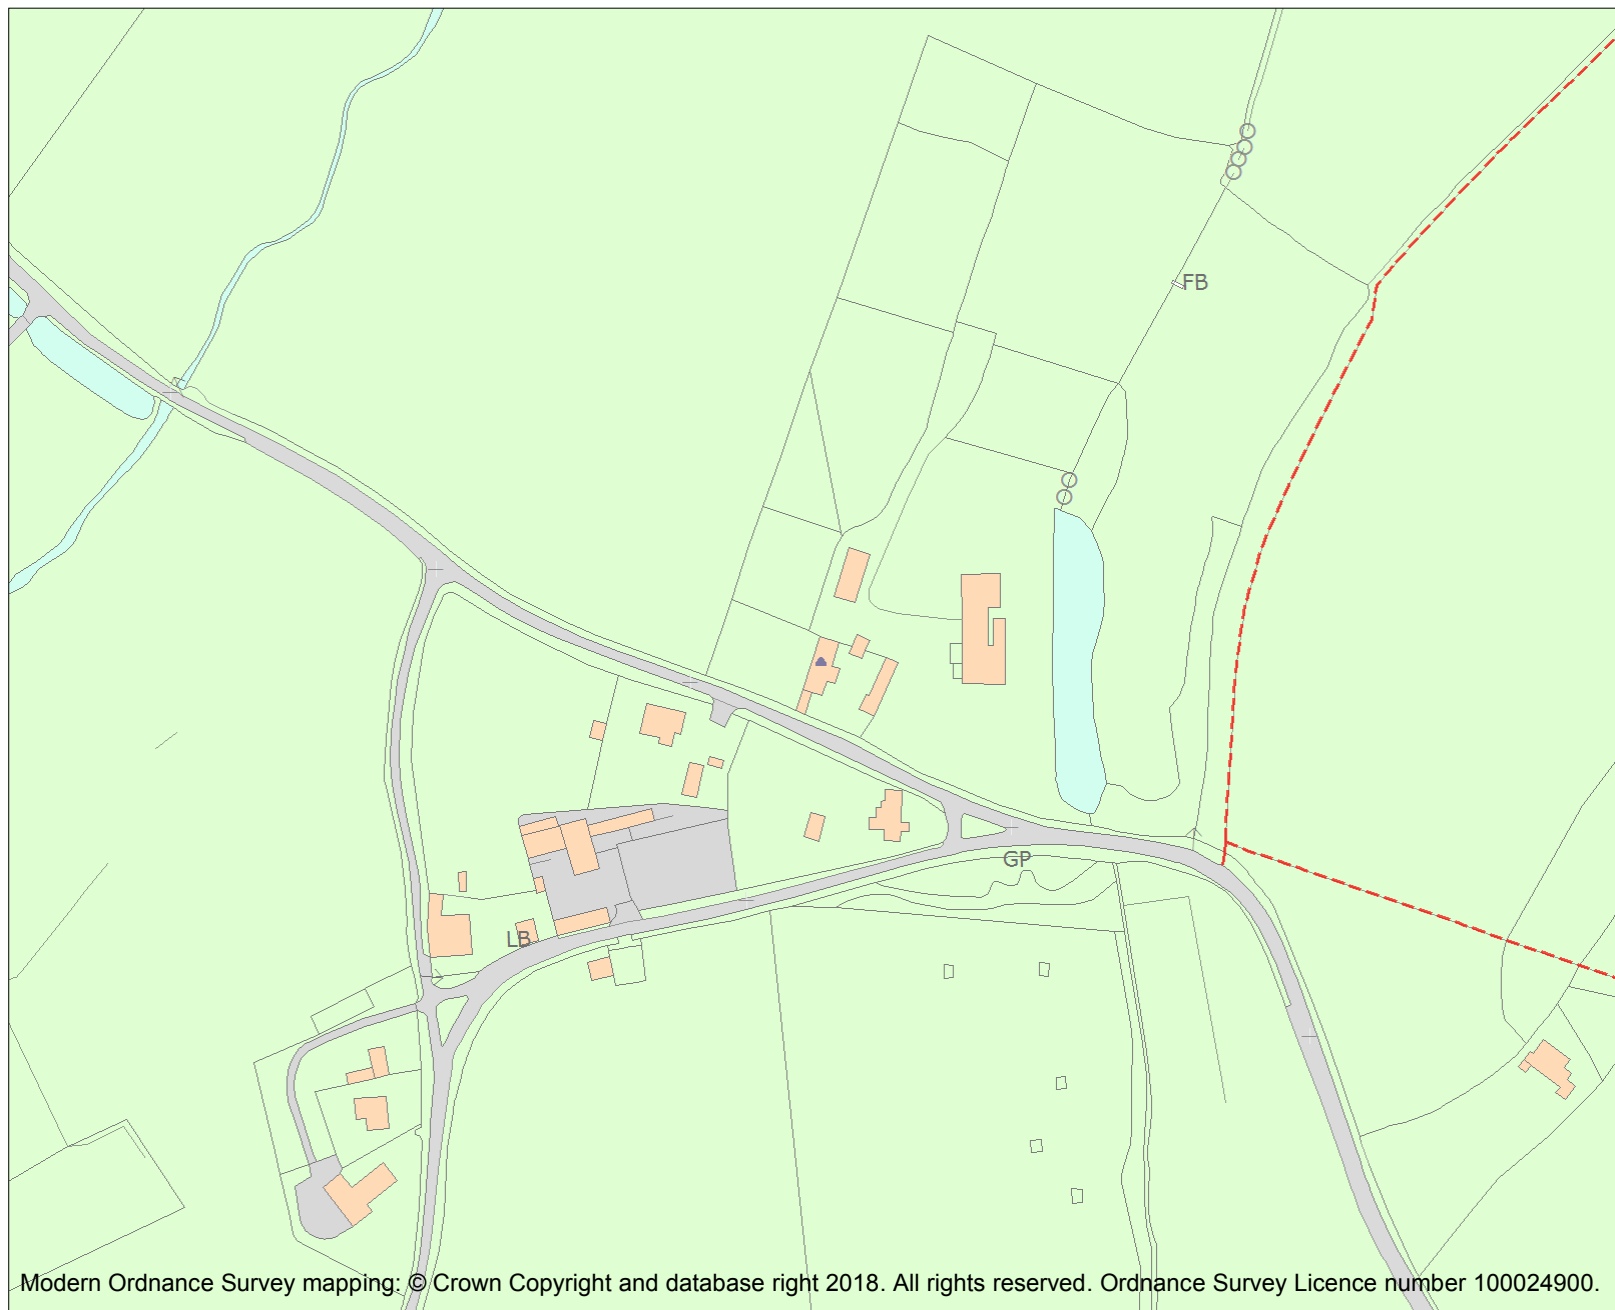 FB
GP
LB
Modern Ordnance Survey mapping: © Crown Copyright and database right 2018. All rights reserved. Ordnance Survey Licence number 100024900.